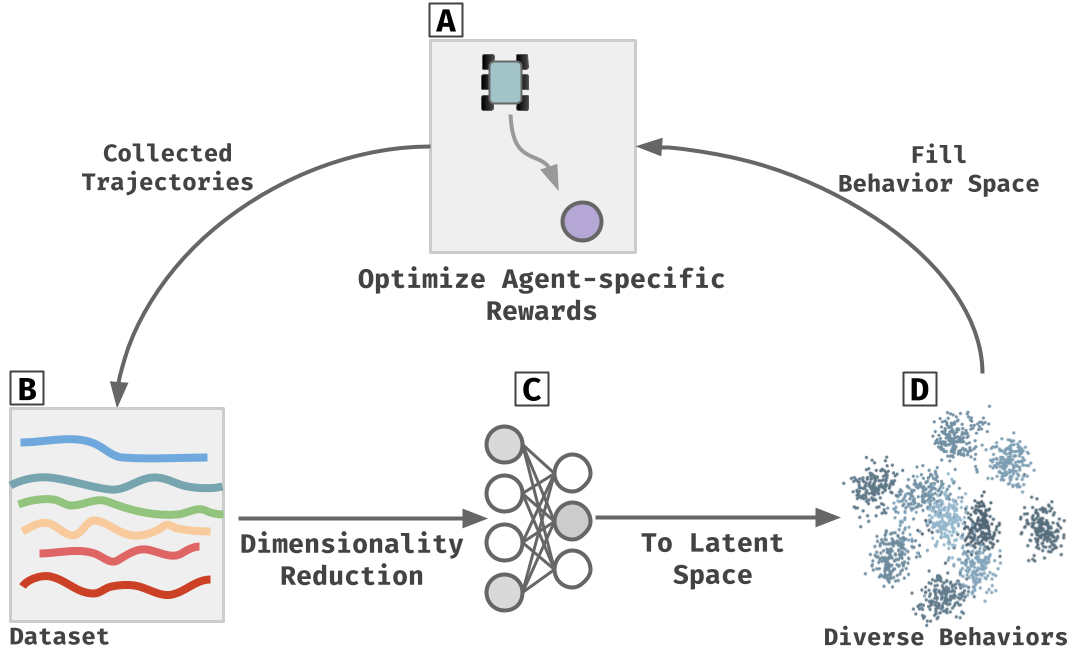 A
Collected
Trajectories
Fill
Behavior Space
Optimize Agent-specific
Rewards
B
C
D
Dimensionality
Reduction
To Latent
Space
Dataset
Diverse Behaviors